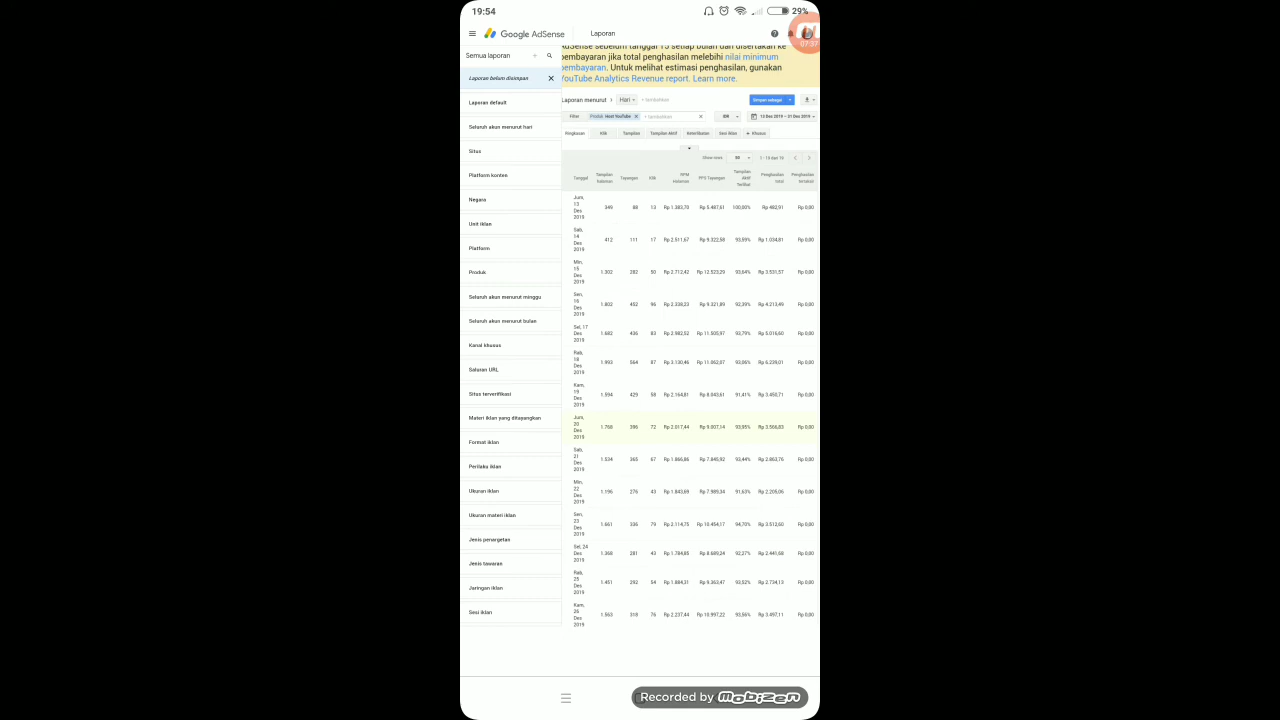 19:54
29%
Google AdSense
Laporan
07:37
Semua laporan
AdSense sebelum tanggal 15 setiap bulan dan disertakan ke
pembayaran jika total penghasilan melebihi nilai minimum
pembayaran. Untuk melihat estimasi penghasilan, gunakan
YouTube Analytics Revenue report. Learn more.
Laporan belum disimpan
Laporan default
Seluruh akun menurut hari
Situs
Platform konten
Negara
Unit iklan
Platform
Produk
Seluruh akun menurut minggu
Seluruh akun menurut bulan
Kanal khusus
Saluran URL
Situs terverifikasi
Materi iklan yang ditayangkan
Format iklan
Perilaku iklan
Ukuran iklan
Ukuran materi iklan
Jenis penargetan
Jenis tawaran
Jaringan iklan
Sesi iklan
Laporan menurut
Hari
+ tambahkan
Simpan sebagai
Filter
Produk: Host YouTube
+ tambahkan
IDR
13 Des 2019 – 31 Des 2019
Ringkasan Klik Tampilan Tampilan Aktif Keterlibatan Sesi Iklan + Khusus
Show rows 50
Tanggal Tampilan halaman Tayangan Klik RPM Halaman PPS Tayangan Tampilan Aktif Terlihat Penghasilan total Penghasilan
Jum, 13 Des 2019 349 88 13 Rp 1.383,70 Rp 5.487,61 100,00% Rp 482,91 Rp 0,00
Sab, 14 Des 2019 412 111 17 Rp 2.511,67 Rp 9.322,58 93,59% Rp 1.034,81 Rp 0,00
Min, 15 Des 2019 1.302 282 50 Rp 2.712,42 Rp 12.523,29 93,64% Rp 3.531,57 Rp 0,00
Sen, 16 Des 2019 1.802 452 96 Rp 2.338,23 Rp 9.321,89 92,39% Rp 4.213,49 Rp 0,00
Sel, 17 Des 2019 1.682 436 83 Rp 2.982,52 Rp 11.505,97 93,79% Rp 5.016,60 Rp 0,00
Rab, 18 Des 2019 1.993 564 87 Rp 3.130,46 Rp 11.062,07 93,06% Rp 6.239,01 Rp 0,00
Kam, 19 Des 2019 1.594 429 58 Rp 2.164,81 Rp 8.043,61 91,41% Rp 3.450,71 Rp 0,00
Jum, 20 Des 2019 1.768 396 72 Rp 2.017,44 Rp 9.007,14 93,95% Rp 3.566,83 Rp 0,00
Sab, 21 Des 2019 1.534 365 67 Rp 1.866,86 Rp 7.845,92 93,44% Rp 2.863,76 Rp 0,00
Min, 22 Des 2019 1.196 276 43 Rp 1.843,69 Rp 7.989,34 91,63% Rp 2.205,06 Rp 0,00
Sen, 23 Des 2019 1.661 336 79 Rp 2.114,75 Rp 10.454,17 94,70% Rp 3.512,60 Rp 0,00
Sel, 24 Des 2019 1.368 281 43 Rp 1.784,85 Rp 8.689,24 92,27% Rp 2.441,68 Rp 0,00
Rab, 25 Des 2019 1.451 292 54 Rp 1.884,31 Rp 9.363,47 93,52% Rp 2.734,13 Rp 0,00
Kam, 26 Des 2019 1.563 318 76 Rp 2.237,44 Rp 10.997,22 93,56% Rp 3.497,11 Rp 0,00
Recorded by mobizen